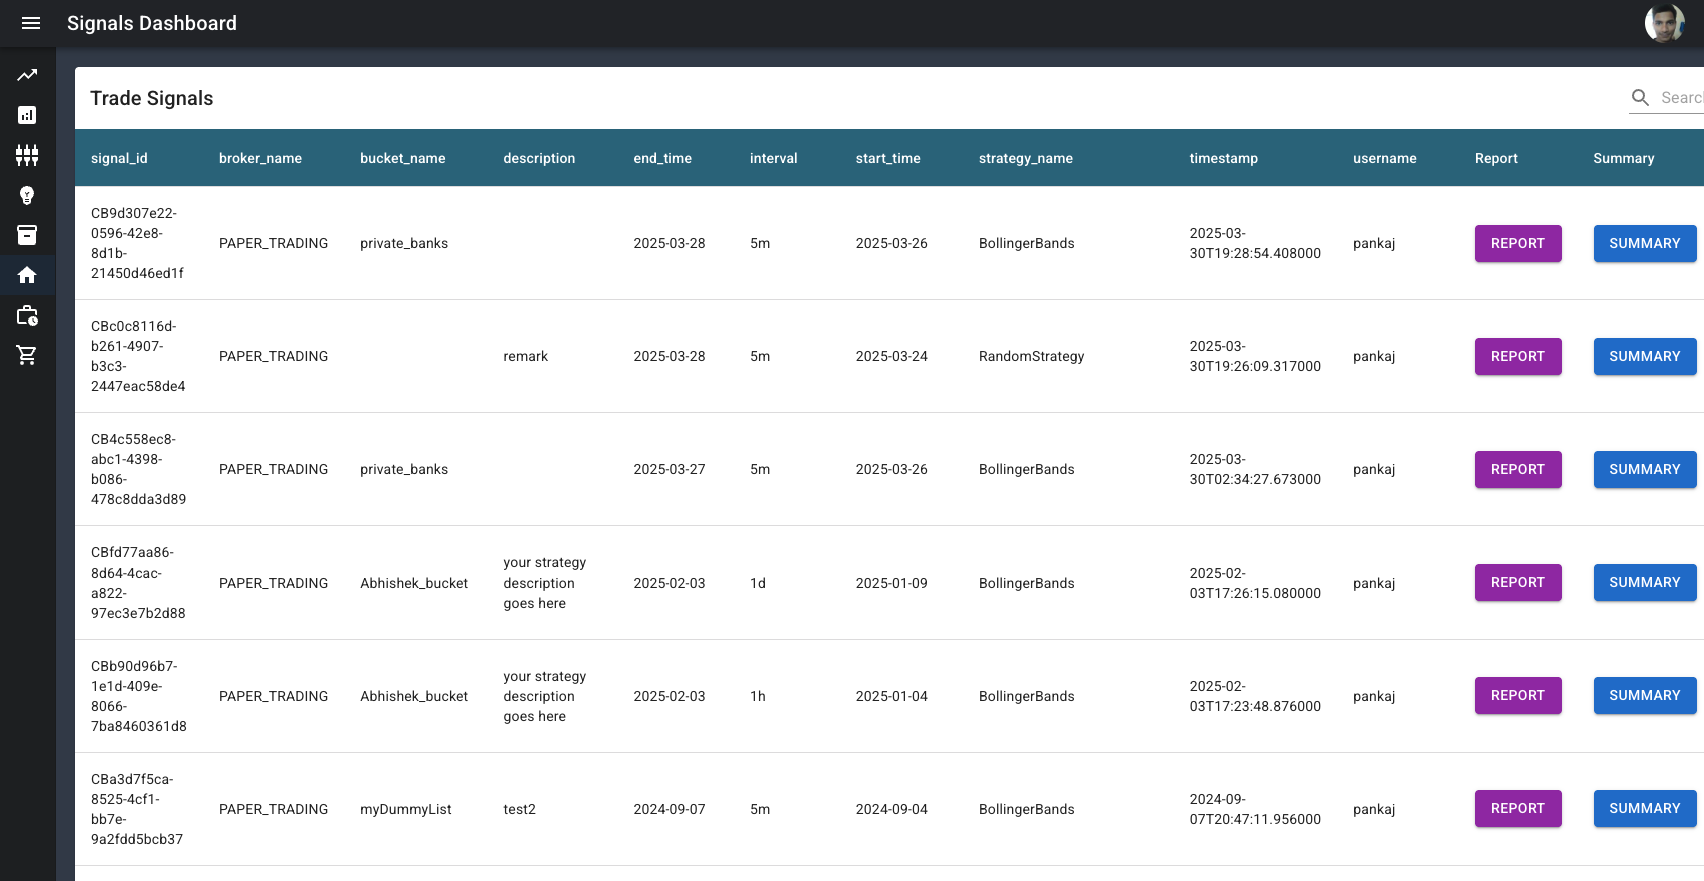 Signals Dashboard
Trade Signals
signal_id broker_name bucket_name description end_time interval start_time strategy_name timestamp username Report Summary
CB9d307e22-
0596-42e8-
8d1b-
21450d46ed1f
PAPER_TRADING private_banks 2025-03-28 5m 2025-03-26 BollingerBands
2025-03-
30T19:28:54.408000
pankaj REPORT SUMMARY
CBc0c8116d-
b261-4907-
b3c3-
2447eac58de4
PAPER_TRADING remark 2025-03-28 5m 2025-03-24 RandomStrategy
2025-03-
30T19:26:09.317000
pankaj REPORT SUMMARY
CB4c558ec8-
abc1-4398-
b086-
478c8dda3d89
PAPER_TRADING private_banks 2025-03-27 5m 2025-03-26 BollingerBands
2025-03-
30T02:34:27.673000
pankaj REPORT SUMMARY
CBfd77aa86-
8d64-4cac-
a822-
97ec3e7b2d88
PAPER_TRADING Abhishek_bucket
your strategy
description
goes here
2025-02-03 1d 2025-01-09 BollingerBands
2025-02-
03T17:26:15.080000
pankaj REPORT SUMMARY
CBb90d96b7-
1e1d-409e-
8066-
7ba8460361d8
PAPER_TRADING Abhishek_bucket
your strategy
description
goes here
2025-02-03 1h 2025-01-04 BollingerBands
2025-02-
03T17:23:48.876000
pankaj REPORT SUMMARY
CBa3d7f5ca-
8525-4cf1-
bb7e-
9a2fdd5bcb37
PAPER_TRADING myDummyList test2 2024-09-07 5m 2024-09-04 BollingerBands
2024-09-
07T20:47:11.956000
pankaj REPORT SUMMARY